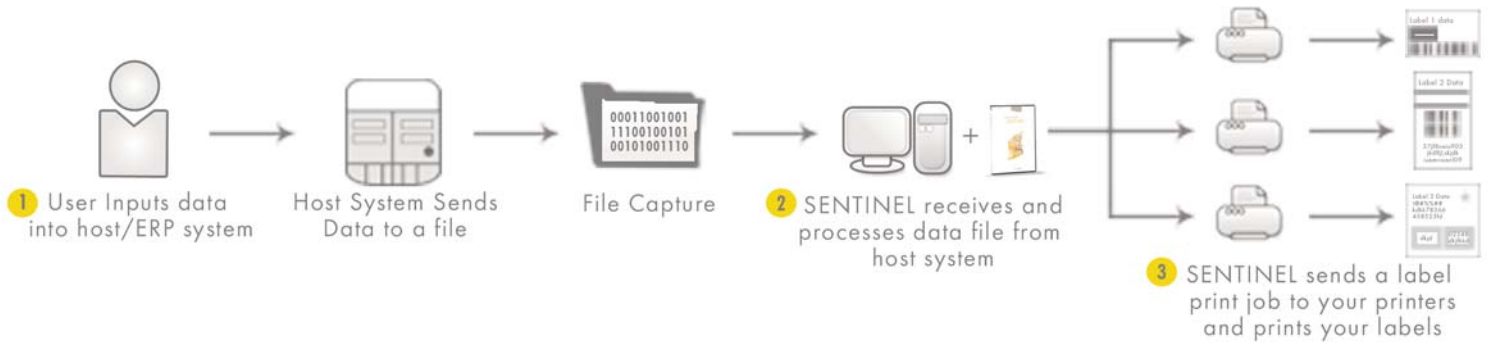 1 User Inputs data
into host/ERP system
Host System Sends
Data to a file
00011001001
11100100101
00101001110
File Capture
+
2 SENTINEL receives and
processes data file from
host system
Label 1 data
Label 2 Data
Label 3 Data
3 SENTINEL sends a label
print job to your printers
and prints your labels